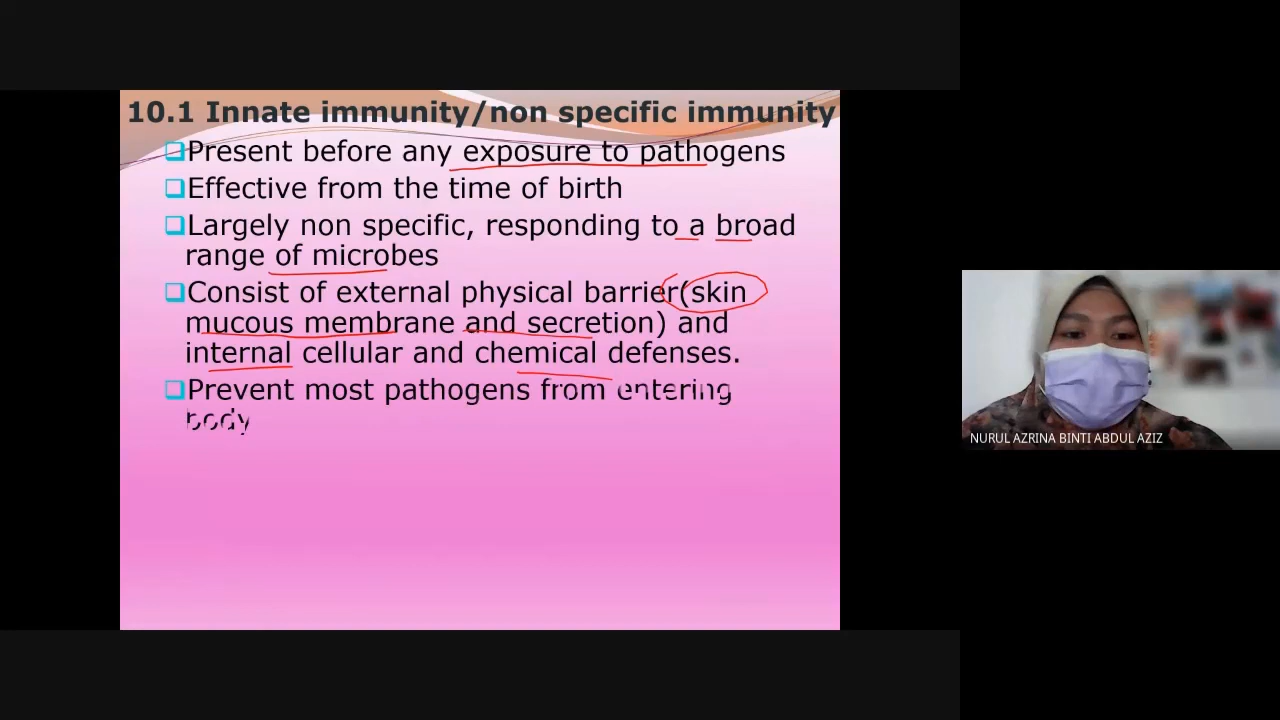 10.1 Innate immunity/non specific immunity
Present before any exposure to pathogens
Effective from the time of birth
Largely non specific, responding to a broad
range of microbes
Consist of external physical barrier(skin
mucous membrane and secretion) and
internal cellular and chemical defenses.
Prevent most pathogens from entering
body
NURUL AZRINA BINTI ABDUL AZIZ